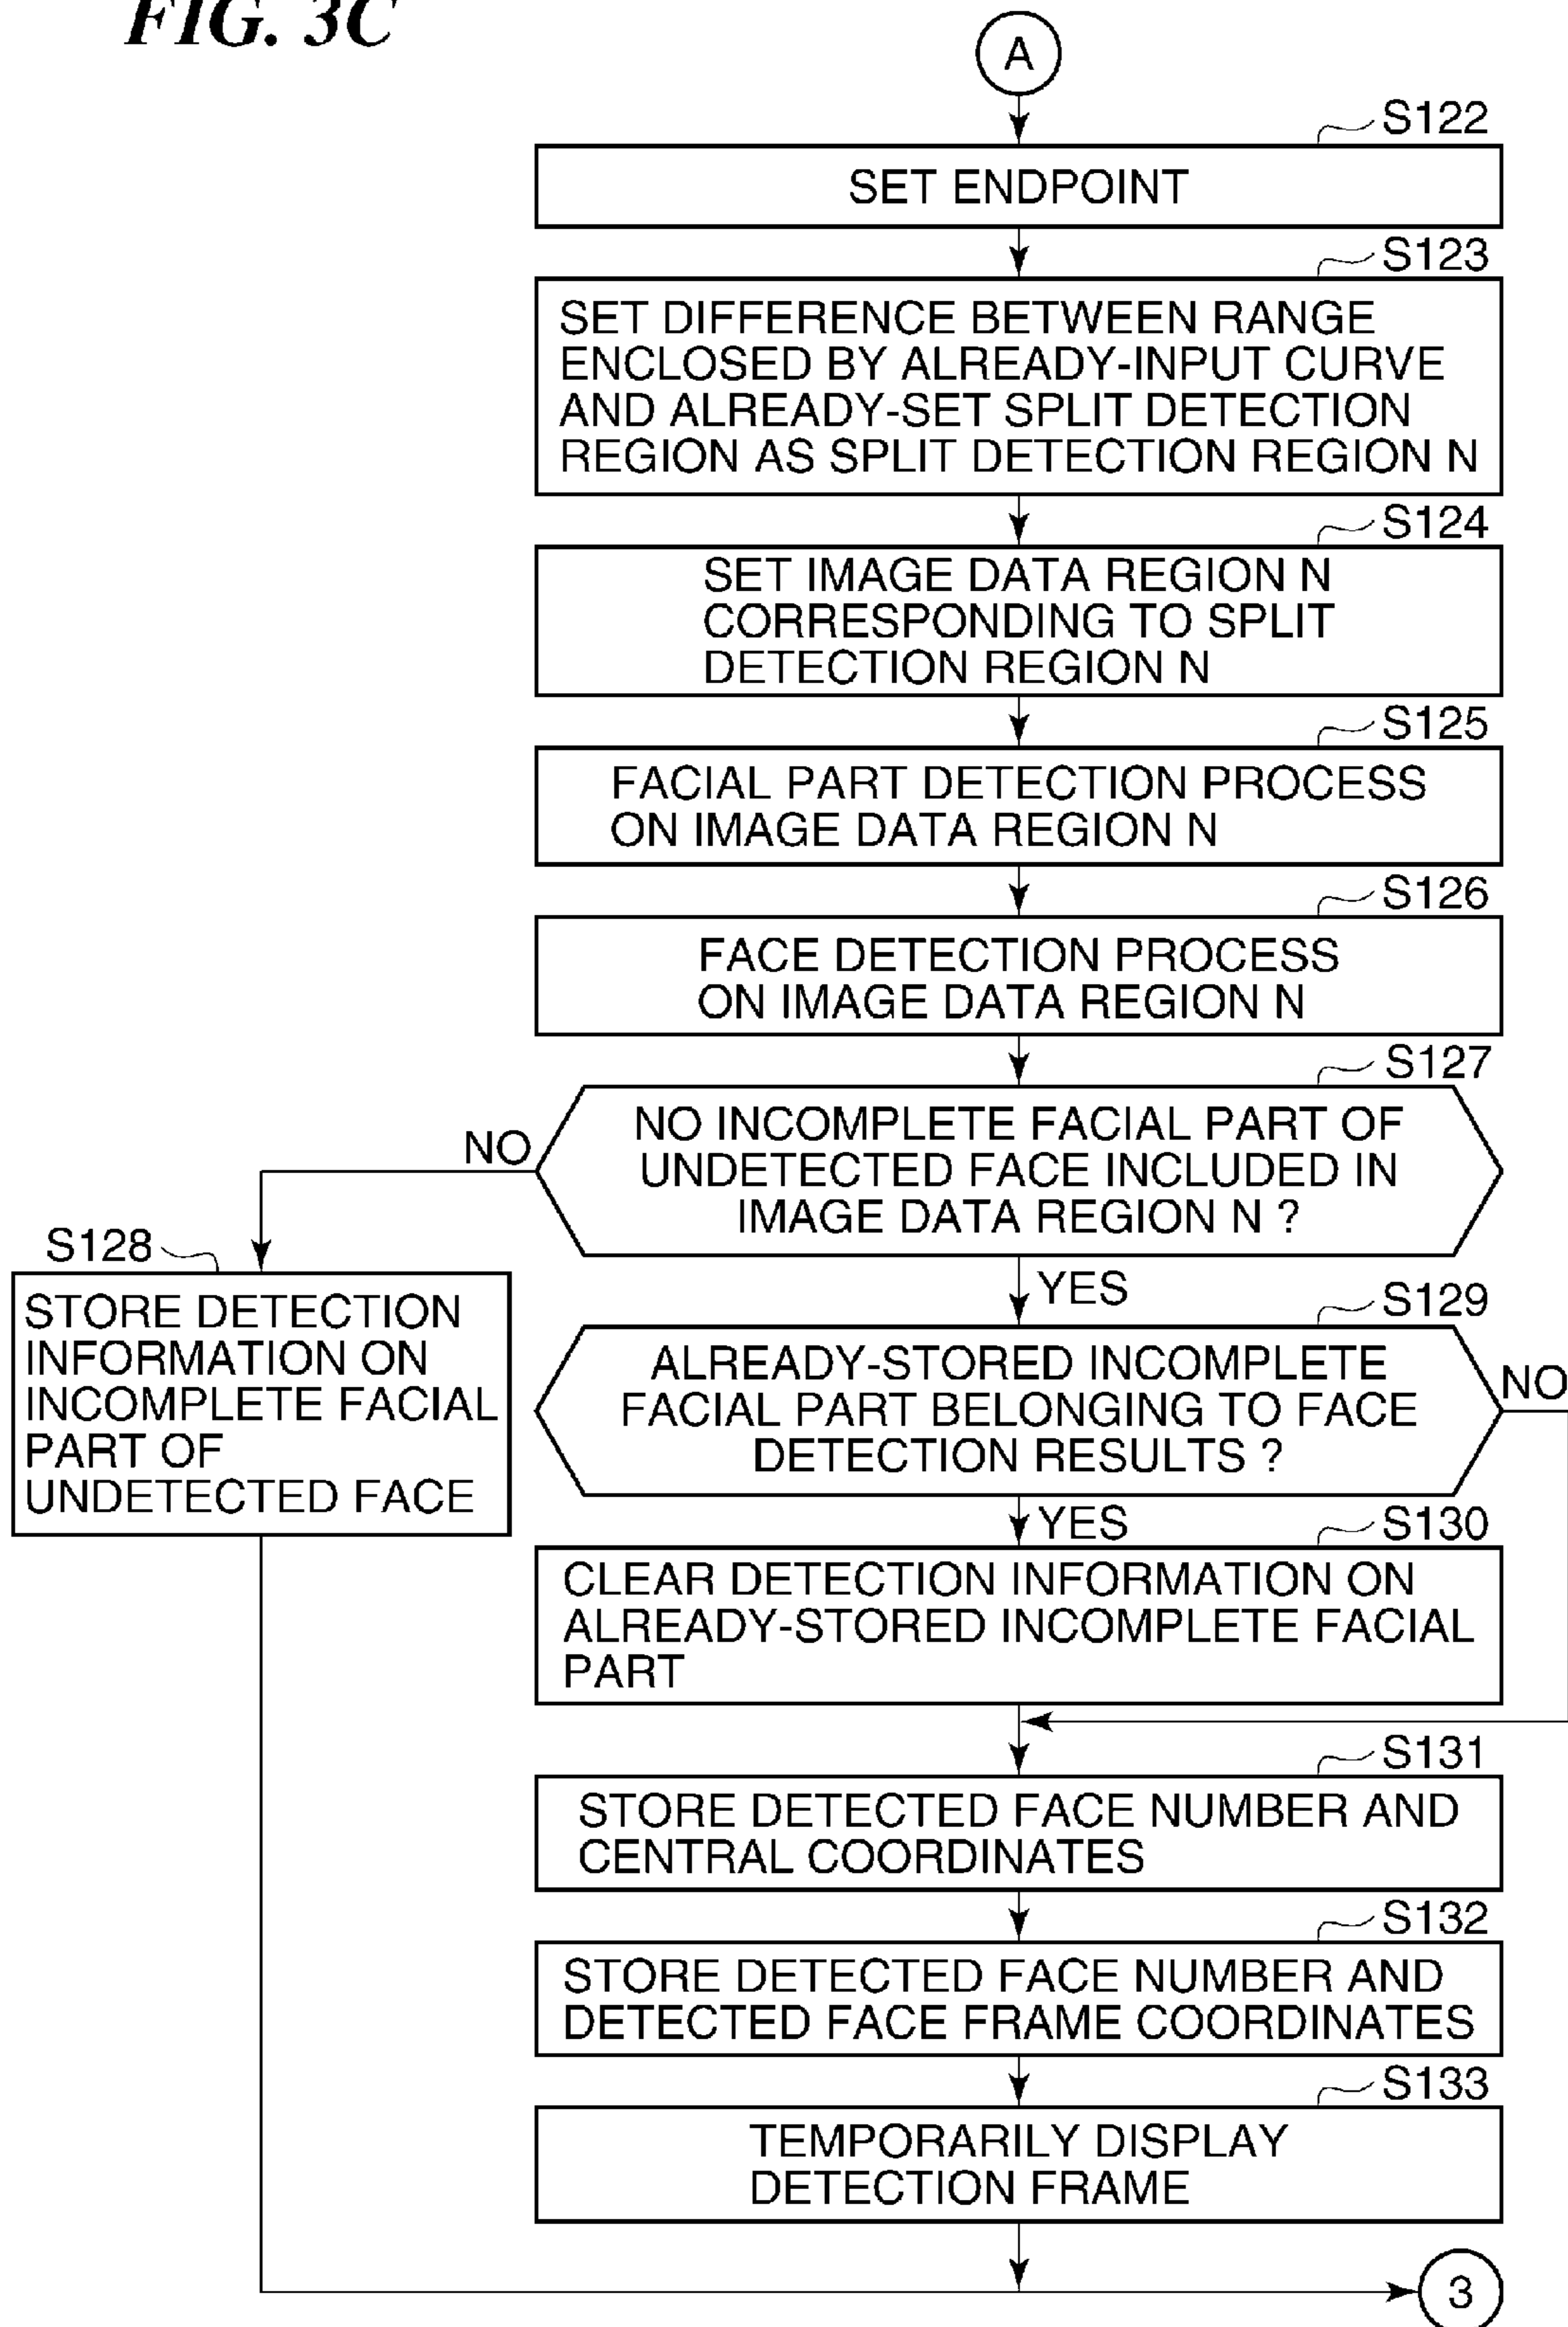 FIG. 3C
A
S122
SET ENDPOINT
S123
SET DIFFERENCE BETWEEN RANGE
ENCLOSED BY ALREADY-INPUT CURVE
AND ALREADY-SET SPLIT DETECTION
REGION AS SPLIT DETECTION REGION N
S124
SET IMAGE DATA REGION N
CORRESPONDING TO SPLIT
DETECTION REGION N
S125
FACIAL PART DETECTION PROCESS
ON IMAGE DATA REGION N
S126
FACE DETECTION PROCESS
ON IMAGE DATA REGION N
S127
NO INCOMPLETE FACIAL PART OF
UNDETECTED FACE INCLUDED IN
IMAGE DATA REGION N ?
NO
S128
STORE DETECTION
INFORMATION ON
INCOMPLETE FACIAL
PART OF
UNDETECTED FACE
YES
S129
ALREADY-STORED INCOMPLETE
FACIAL PART BELONGING TO FACE
DETECTION RESULTS ?
NO
YES
S130
CLEAR DETECTION INFORMATION ON
ALREADY-STORED INCOMPLETE FACIAL
PART
S131
STORE DETECTED FACE NUMBER AND
CENTRAL COORDINATES
S132
STORE DETECTED FACE NUMBER AND
DETECTED FACE FRAME COORDINATES
S133
TEMPORARILY DISPLAY
DETECTION FRAME
3